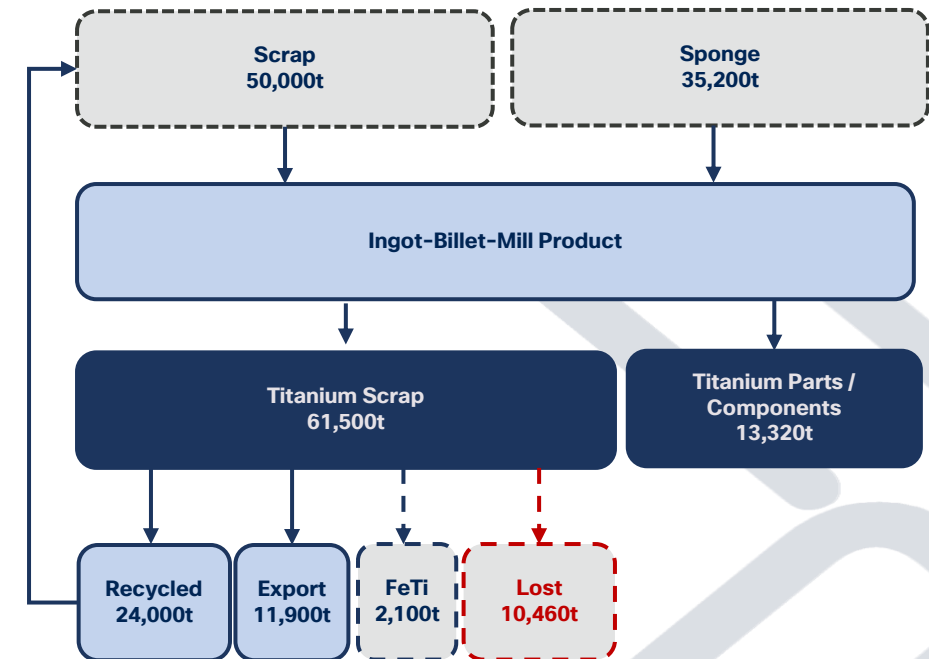 Scrap
50,000t
Sponge
35,200t
Ingot-Billet-Mill Product
Titanium Scrap
61,500t
Titanium Parts /
Components
13,320t
Recycled
24,000t
Export
11,900t
FeTi
2,100t
Lost
10,460t